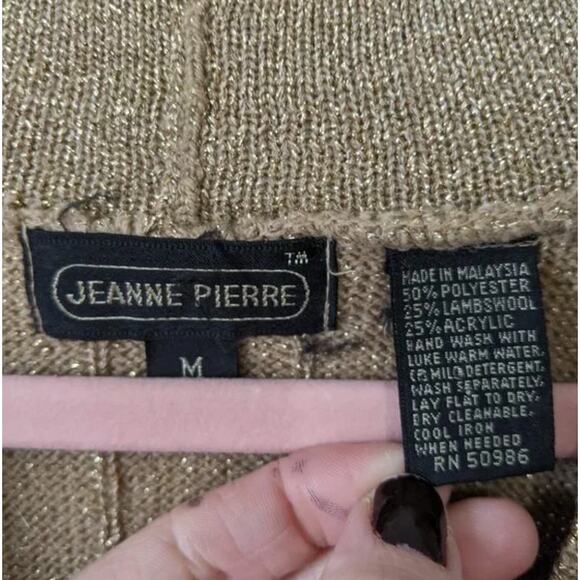 TM
JEANNE PIERRE
M
MADE IN MALAYSIA
50% POLYESTER
25% LAMBSWOOL
25% ACRYLIC
HAND WASH WITH
LUKE WARM WATER,
MILD DETERGENT.
WASH SEPARATELY.
LAY FLAT TO DRY.
DRY CLEANABLE.
COOL IRON
WHEN NEEDED
RN 50986